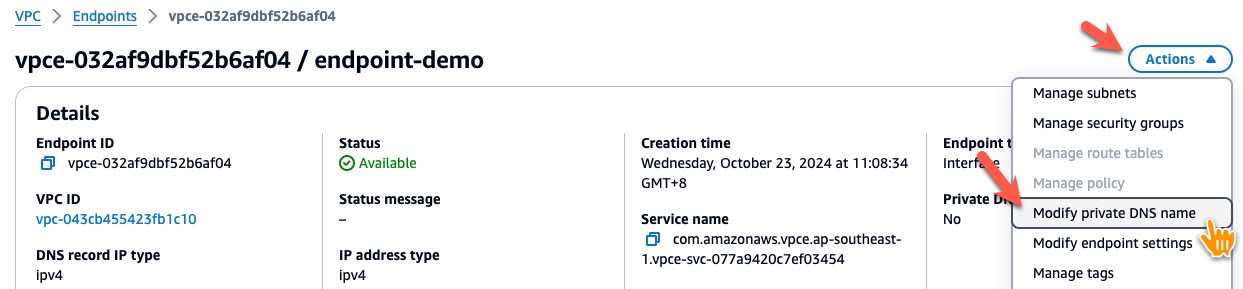 VPC > Endpoints > vpce-032af9dbf52b6af04
vpce-032af9dbf52b6af04 / endpoint-demo
Actions
Manage subnets
Manage security groups
Manage route tables
Manage policy
Modify private DNS name
Modify endpoint settings
Manage tags
Details
Endpoint ID
vpce-032af9dbf52b6af04
Status
Available
Creation time
Wednesday, October 23, 2024 at 11:08:34
GMT+8
Endpoint t
Interface
VPC ID
vpc-043cb455423fb1c10
Status message
–
Service name
com.amazonaws.vpce.ap-southeast-
1.vpce-svc-077a9420c7ef03454
Private D
No
DNS record IP type
ipv4
IP address type
ipv4